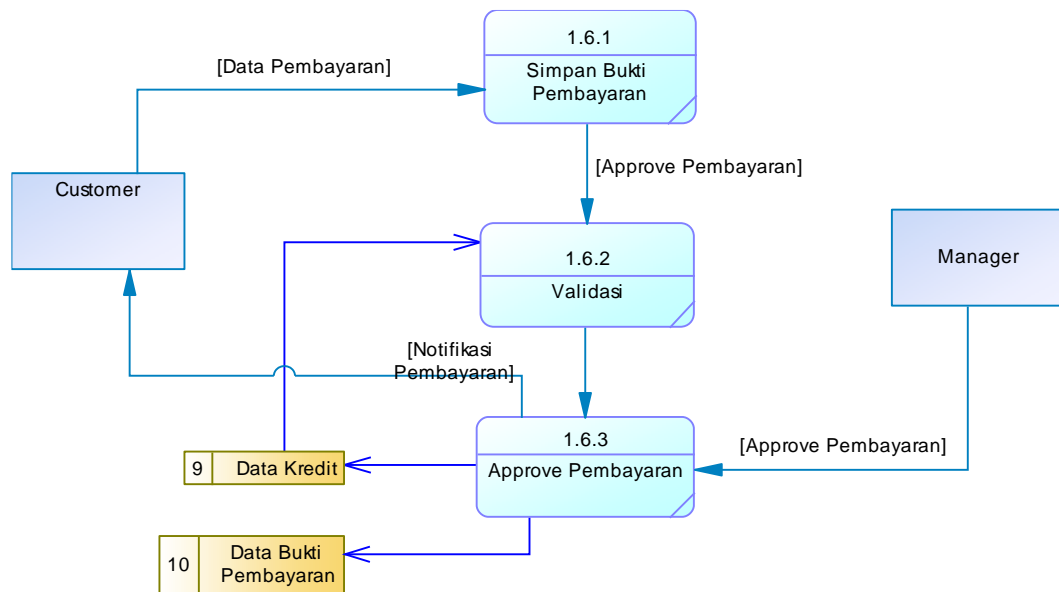 1.6.1
Simpan Bukti
Pembayaran
[Data Pembayaran]
[Approve Pembayaran]
Customer
1.6.2
Validasi
Manager
[Notifikasi
Pembayaran]
1.6.3
Approve Pembayaran
[Approve Pembayaran]
9 Data Kredit
10 Data Bukti
Pembayaran